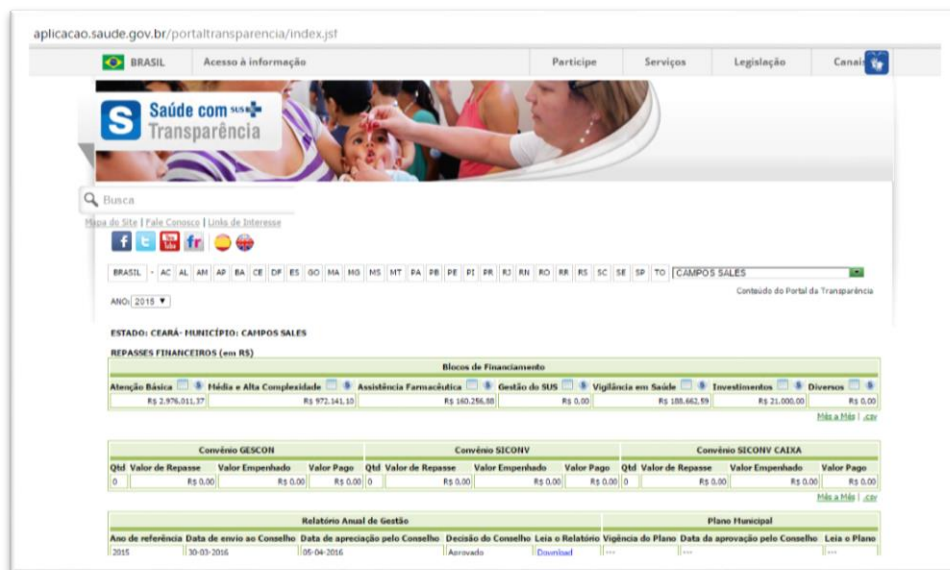 aplicacao.saude.gov.br/portaltransparencia/index.jsf
BRASIL Acesso à informação Participe Serviços Legislação Canais
S Saúde com SUS
Transparência
Busca
Mapa do Site | Fale Conosco | Links de Interesse
f t You Tube fr
BRASIL - AC AL AM AP BA CE DF ES GO MA MG MS MT PA PB PE PI PR RJ RN RO RR RS SC SE SP TO CAMPOS SALES
Conteúdo do Portal da Transparência
ANO: 2015
ESTADO: CEARÁ- MUNICÍPIO: CAMPOS SALES
REPASSES FINANCEIROS (em R$)
Blocos de Financiamento
Atenção Básica Média e Alta Complexidade Assistência Farmacêutica Gestão do SUS Vigilância em Saúde Investimentos Diversos
R$ 2.976.011,37 R$ 972.141,10 R$ 160.256,88 R$ 0,00 R$ 188.662,59 R$ 21.000,00 R$ 0,00
Mês a Mês | .csv
Convênio GESCON Convênio SICONV Convênio SICONV CAIXA
Qtd Valor de Repasse Valor Empenhado Valor Pago Qtd Valor de Repasse Valor Empenhado Valor Pago Qtd Valor de Repasse Valor Empenhado Valor Pago
0 R$ 0,00 R$ 0,00 R$ 0,00 0 R$ 0,00 R$ 0,00 R$ 0,00 0 R$ 0,00 R$ 0,00 R$ 0,00
Mês a Mês | .csv
Relatório Anual de Gestão Plano Municipal
Ano de referência Data de envio ao Conselho Data de apreciação pelo Conselho Decisão do Conselho Leia o Relatório Vigência do Plano Data da aprovação pelo Conselho Leia o Plano
2015 30-03-2016 05-04-2016 Aprovado Download --- --- ---